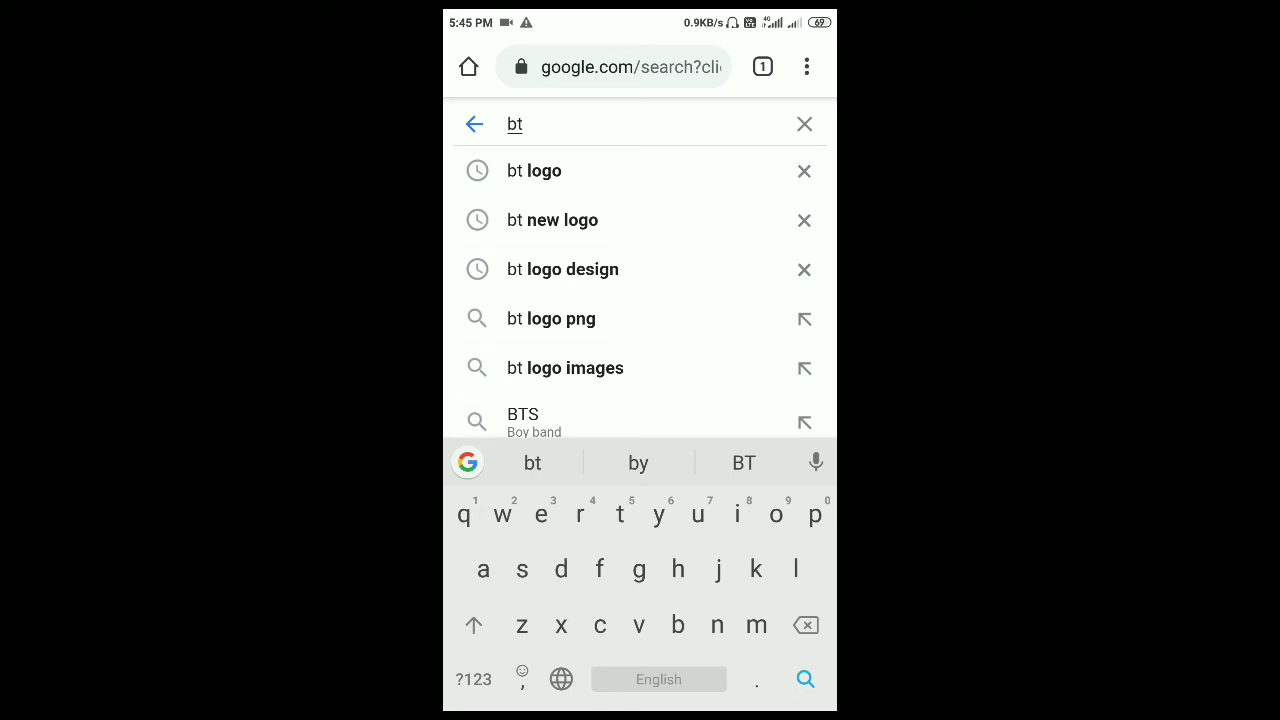 5:45 PM 0.9KB/s 4G 69
google.com/search?cli
1
bt
bt logo
bt new logo
bt logo design
bt logo png
bt logo images
BTS
Boy band
bt by BT
1 2 3 4 5 6 7 8 9 0
q w e r t y u i o p
a s d f g h j k l
z x c v b n m
?123 , English .